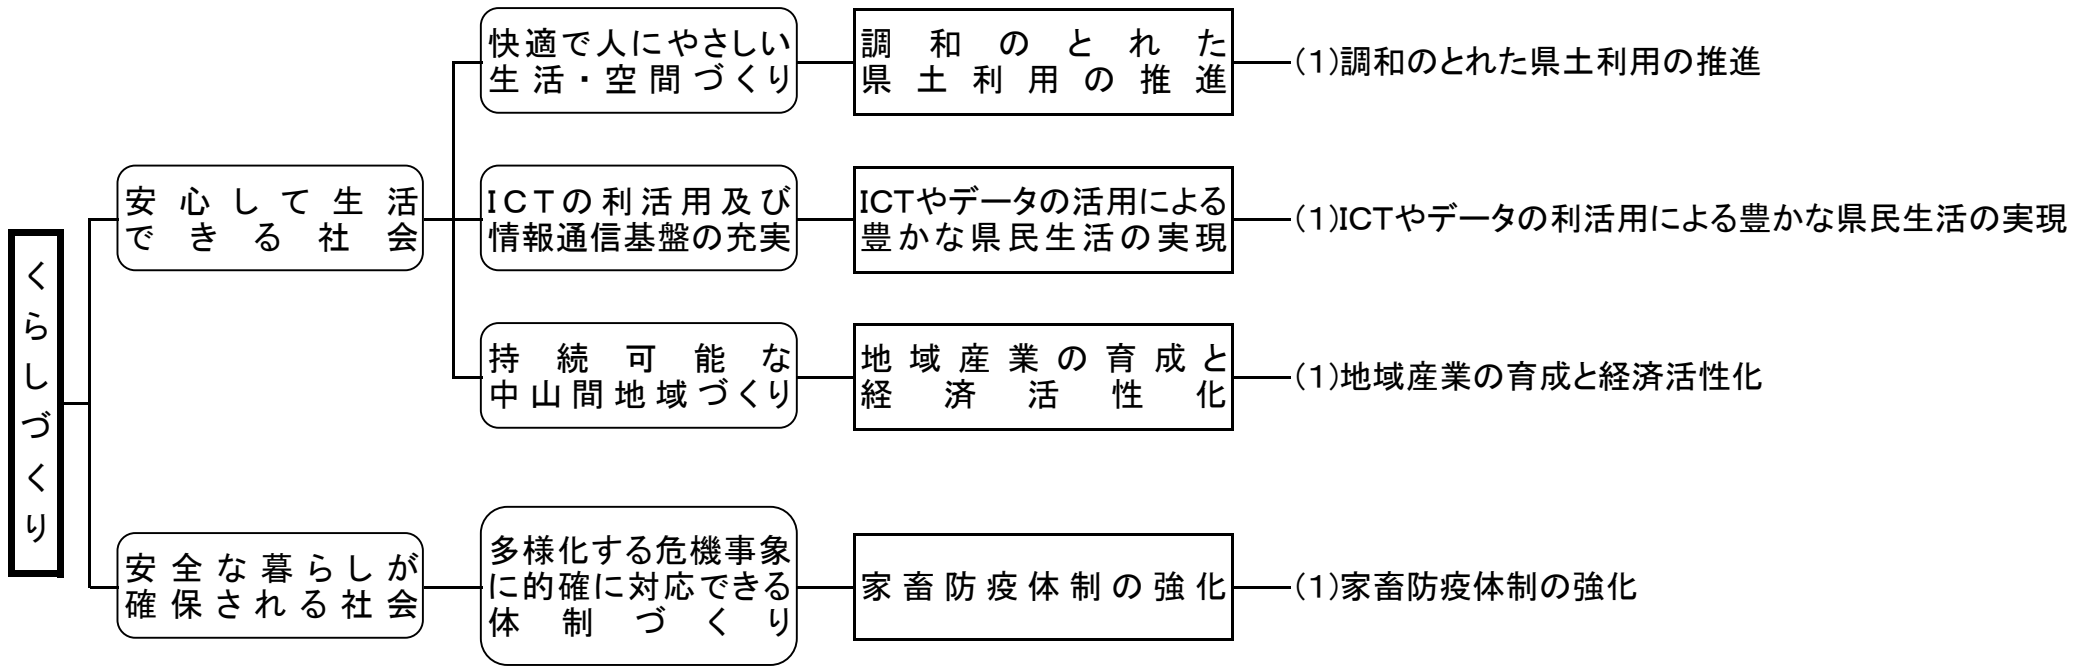 くらしづくり
安心して生活
できる社会
快適で人にやさしい
生活・空間づくり
調和のとれた
県土利用の推進
(1)調和のとれた県土利用の推進
ICTの利活用及び
情報通信基盤の充実
ICTやデータの活用による
豊かな県民生活の実現
(1)ICTやデータの利活用による豊かな県民生活の実現
持続可能な
中山間地域づくり
地域産業の育成と
経済活性化
(1)地域産業の育成と経済活性化
安全な暮らしが
確保される社会
多様化する危機事象
に的確に対応できる
体制づくり
家畜防疫体制の強化
(1)家畜防疫体制の強化